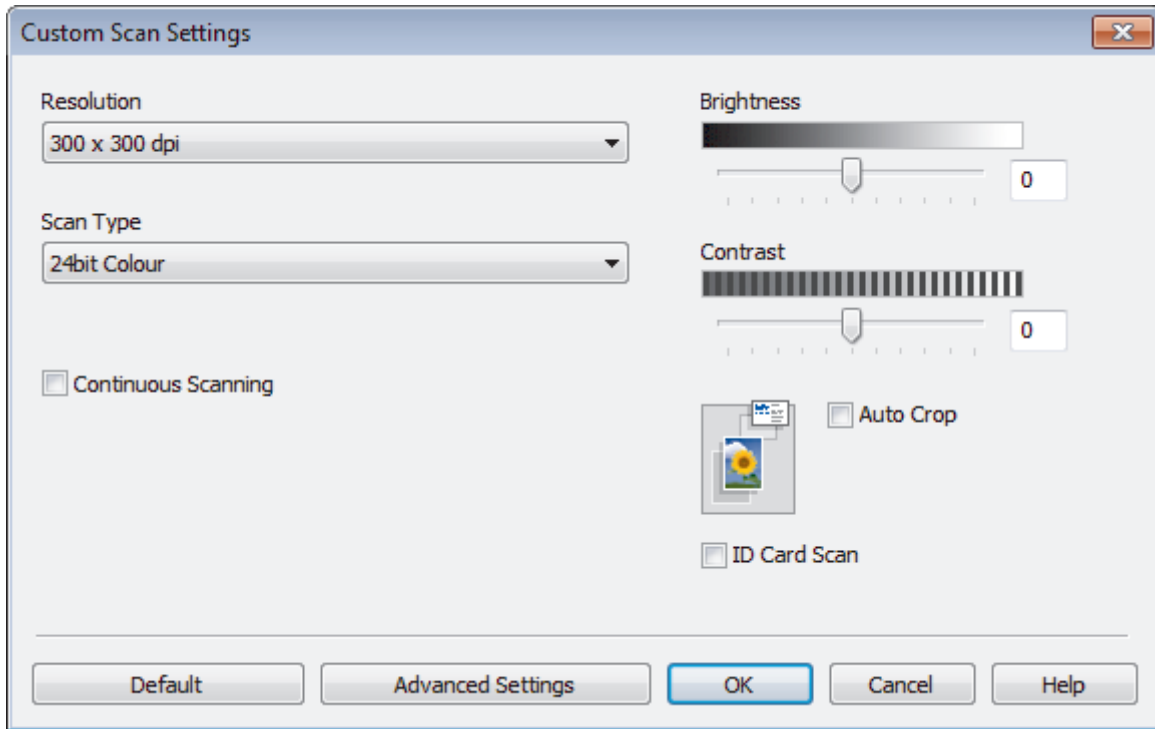 Custom Scan Settings
Resolution
300 x 300 dpi
Scan Type
24bit Colour
Continuous Scanning
Brightness
0
Contrast
0
Auto Crop
ID Card Scan
Default
Advanced Settings
OK
Cancel
Help